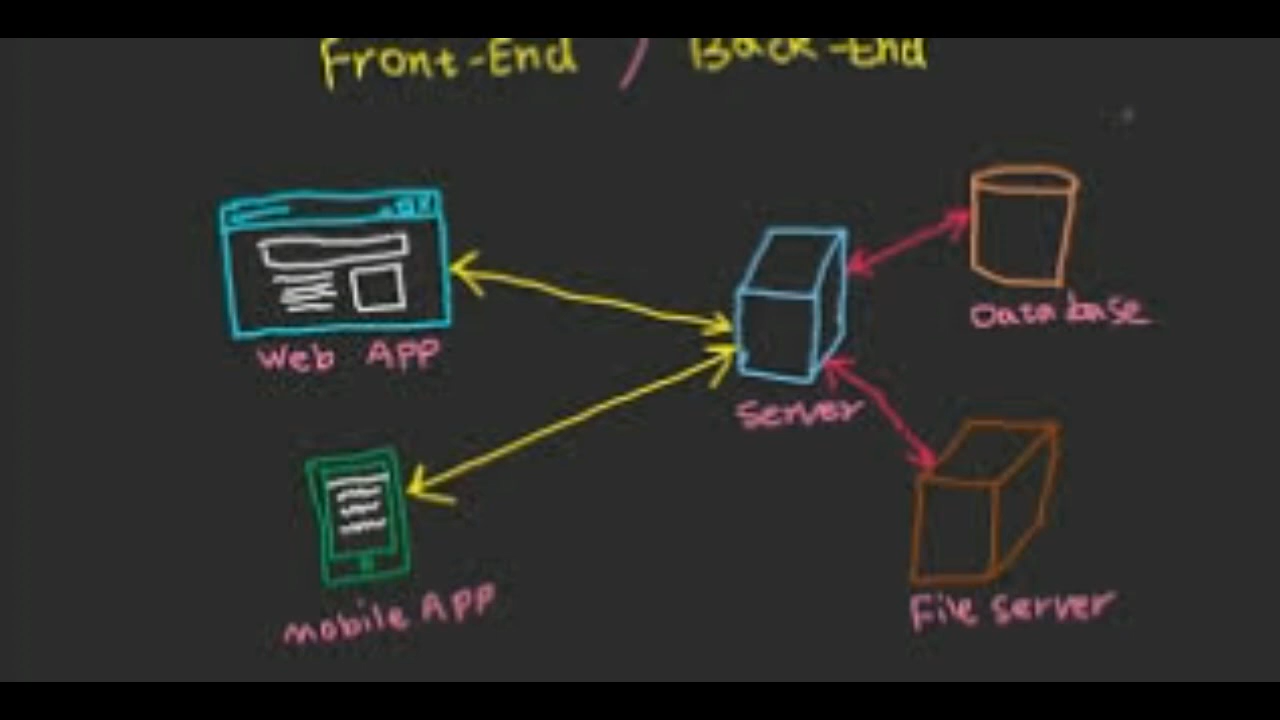 Front-End / Back-End
Web APP
Server
Database
mobile APP
File server